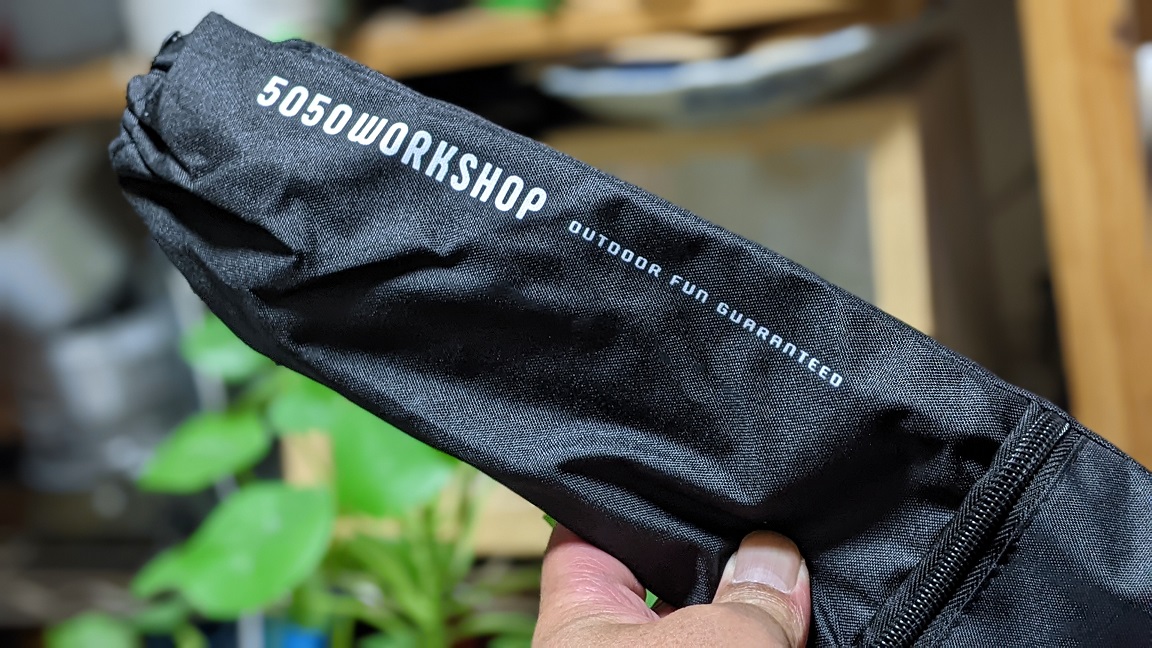 5050WORKSHOP
OUTDOOR FUN GUARANTEED